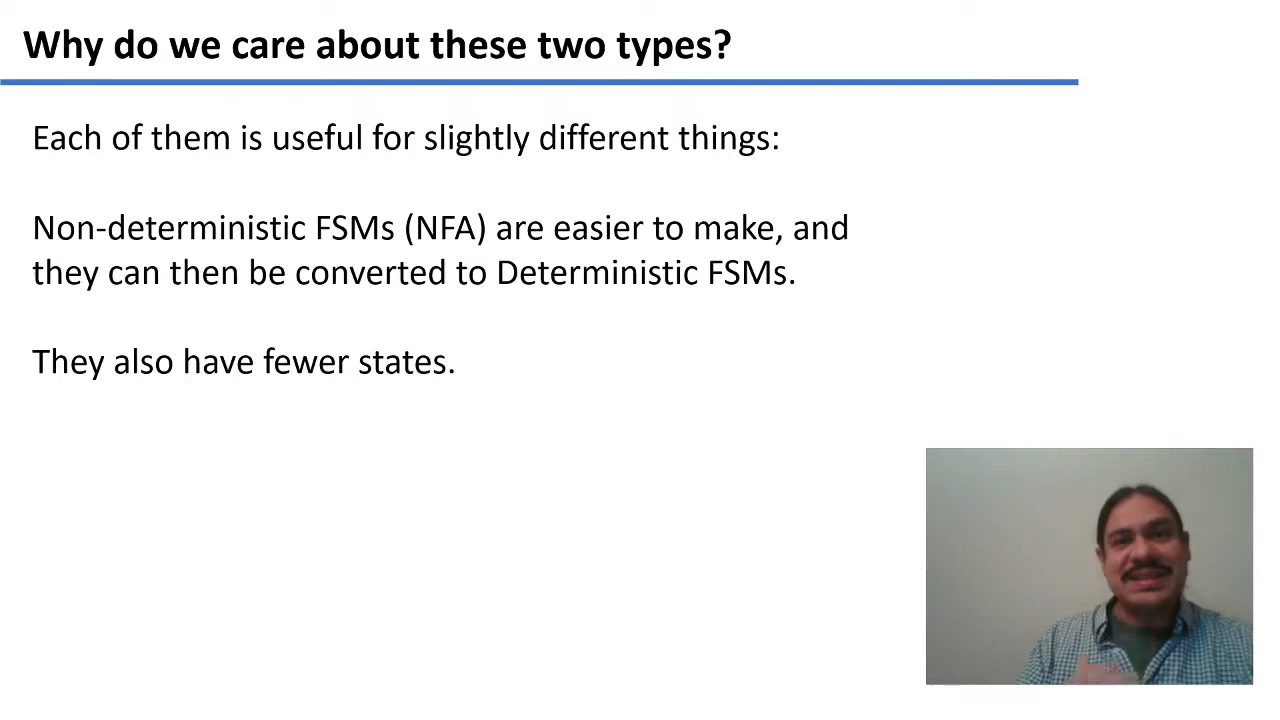 Why do we care about these two types?
Each of them is useful for slightly different things:
Non-deterministic FSMs (NFA) are easier to make, and
they can then be converted to Deterministic FSMs.
They also have fewer states.